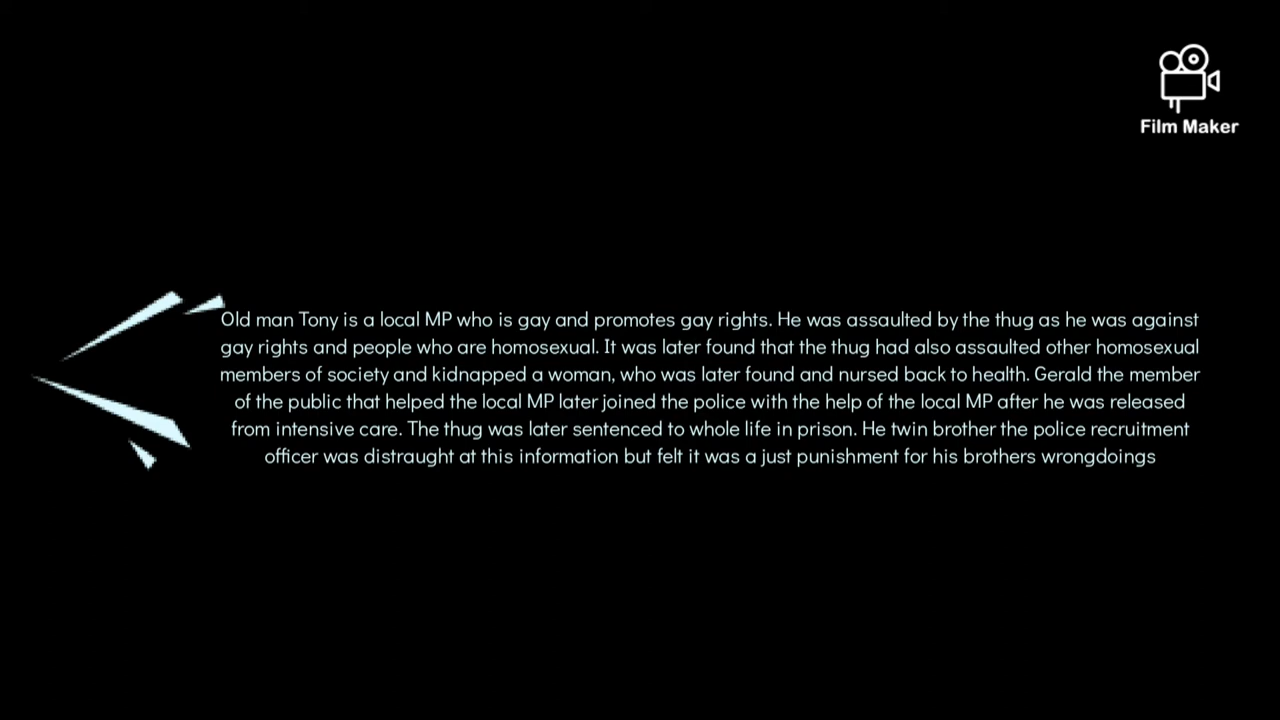 Film Maker
Old man Tony is a local MP who is gay and promotes gay rights. He was assaulted by the thug as he was against
gay rights and people who are homosexual. It was later found that the thug had also assaulted other homosexual
members of society and kidnapped a woman, who was later found and nursed back to health. Gerald the member
of the public that helped the local MP later joined the police with the help of the local MP after he was released
from intensive care. The thug was later sentenced to whole life in prison. He twin brother the police recruitment
officer was distraught at this information but felt it was a just punishment for his brothers wrongdoings